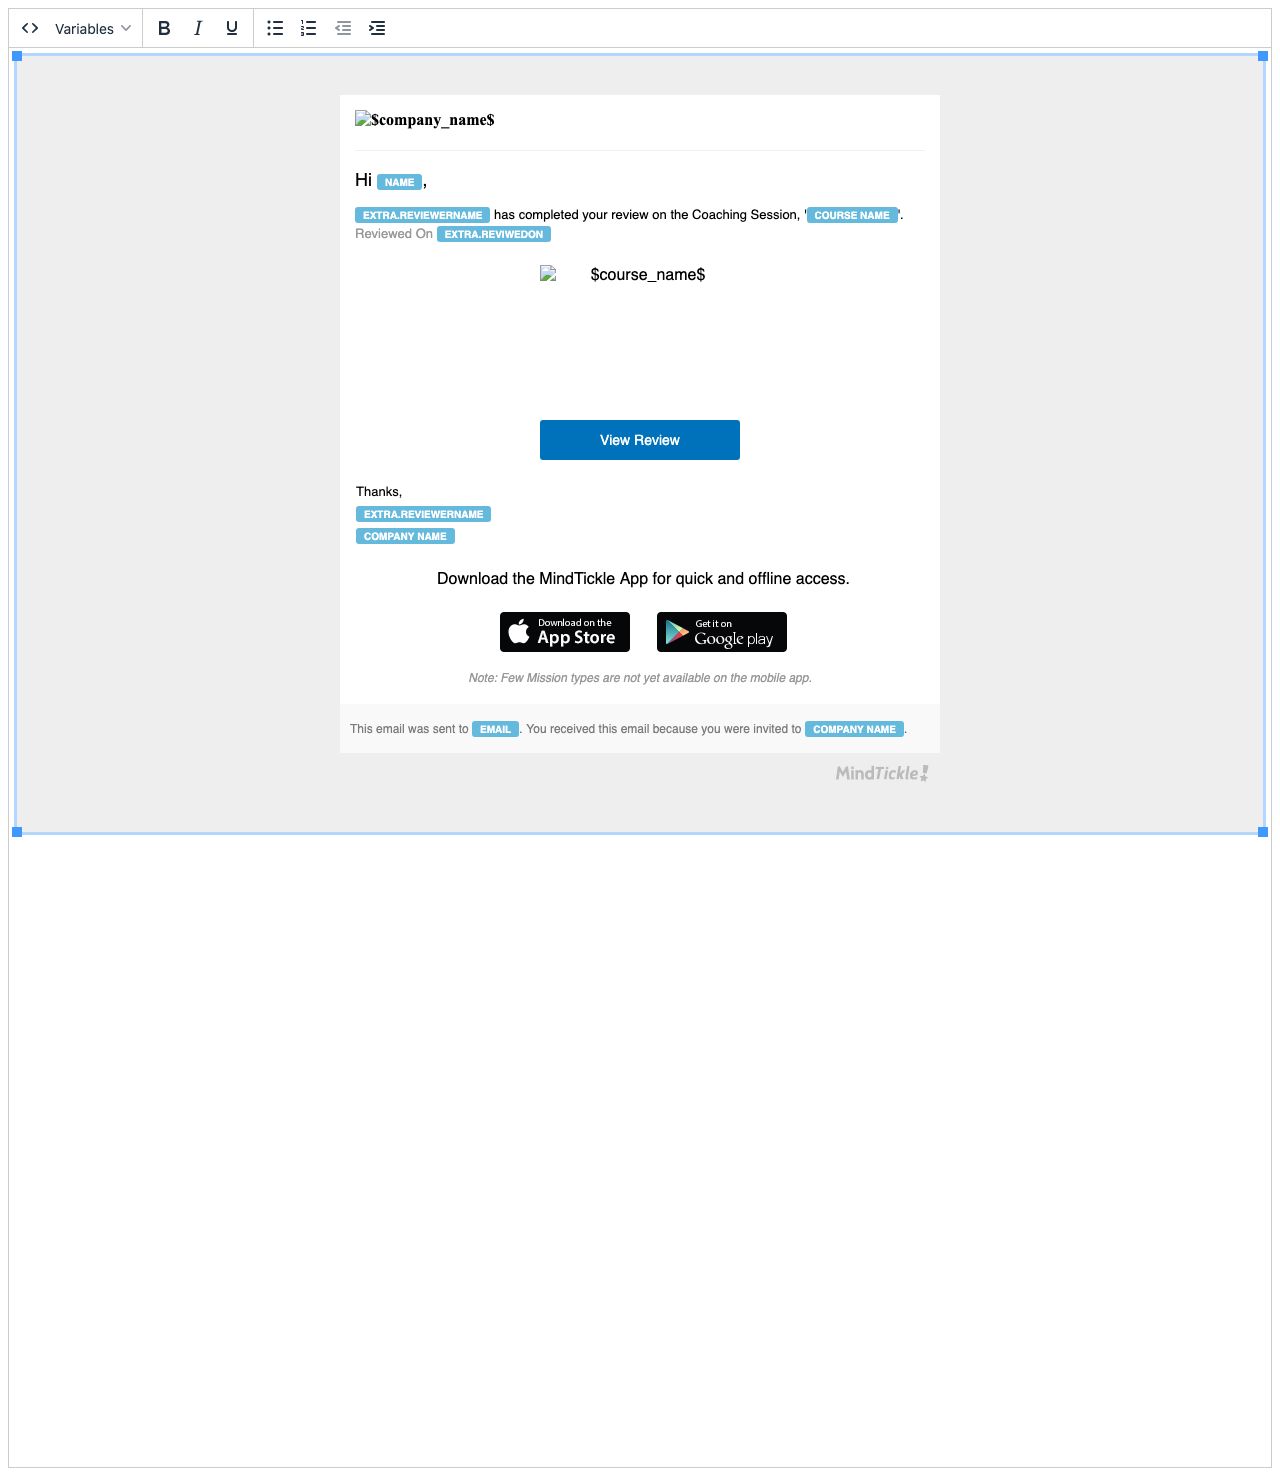 Variables
$company_name$
Hi NAME,
EXTRA.REVIEWERNAME has completed your review on the Coaching Session, 'COURSE NAME'.
Reviewed On EXTRA.REVIWEDON
$course_name$
View Review
Thanks,
EXTRA.REVIEWERNAME
COMPANY NAME
Download the MindTickle App for quick and offline access.
Download on the
App Store
Get it on
Google play
Note: Few Mission types are not yet available on the mobile app.
This email was sent to EMAIL. You received this email because you were invited to COMPANY NAME.
MindTickle!